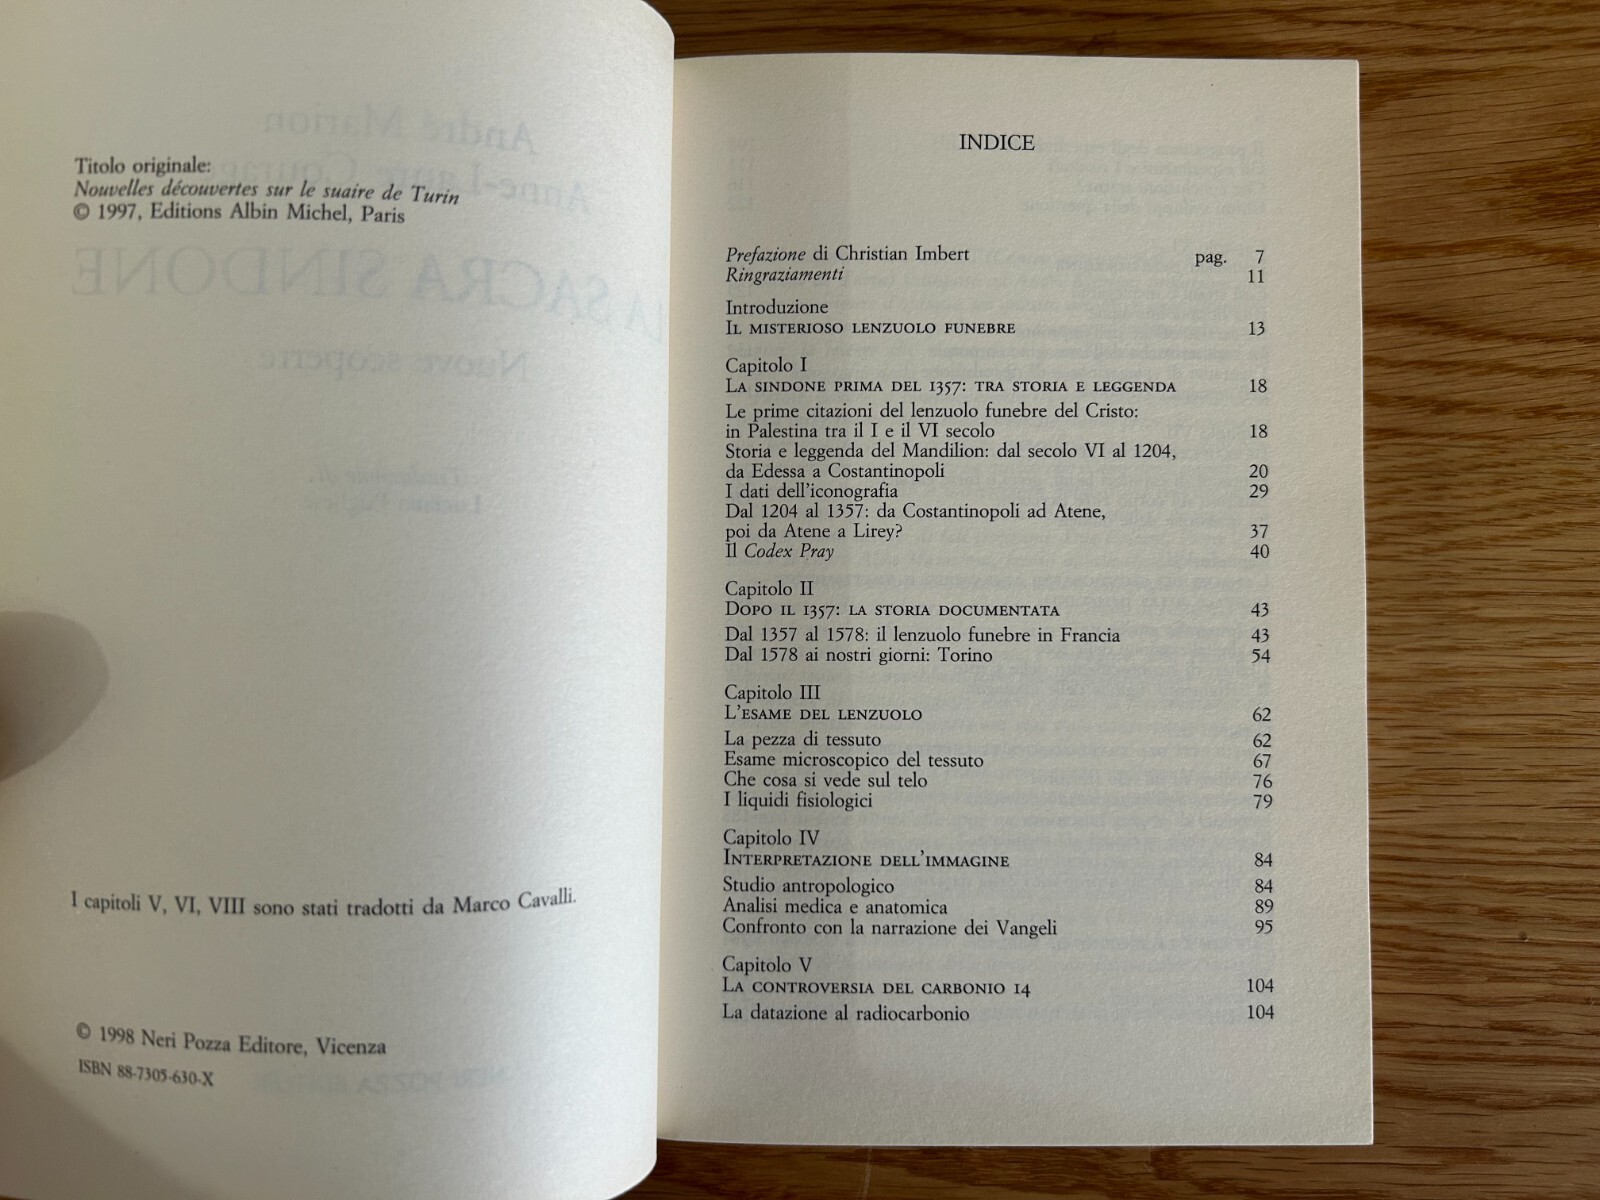 Titolo originale:
Nouvelles découvertes sur le suaire de Turin
© 1997, Editions Albin Michel, Paris
I capitoli V, VI, VIII sono stati tradotti da Marco Cavalli.
© 1998 Neri Pozza Editore, Vicenza
ISBN 88-7305-630-X
INDICE
Prefazione di Christian Imbert pag. 7
Ringraziamenti 11
Introduzione
IL MISTERIOSO LENZUOLO FUNEBRE 13
Capitolo I
LA SINDONE PRIMA DEL 1357: TRA STORIA E LEGGENDA 18
Le prime citazioni del lenzuolo funebre del Cristo:
in Palestina tra il I e il VI secolo 18
Storia e leggenda del Mandilion: dal secolo VI al 1204,
da Edessa a Costantinopoli 20
I dati dell'iconografia 29
Dal 1204 al 1357: da Costantinopoli ad Atene,
poi da Atene a Lirey? 37
Il Codex Pray 40
Capitolo II
DOPO IL 1357: LA STORIA DOCUMENTATA 43
Dal 1357 al 1578: il lenzuolo funebre in Francia 43
Dal 1578 ai nostri giorni: Torino 54
Capitolo III
L'ESAME DEL LENZUOLO 62
La pezza di tessuto 62
Esame microscopico del tessuto 67
Che cosa si vede sul telo 76
I liquidi fisiologici 79
Capitolo IV
INTERPRETAZIONE DELL'IMMAGINE 84
Studio antropologico 84
Analisi medica e anatomica 89
Confronto con la narrazione dei Vangeli 95
Capitolo V
LA CONTROVERSIA DEL CARBONIO 14 104
La datazione al radiocarbonio 104